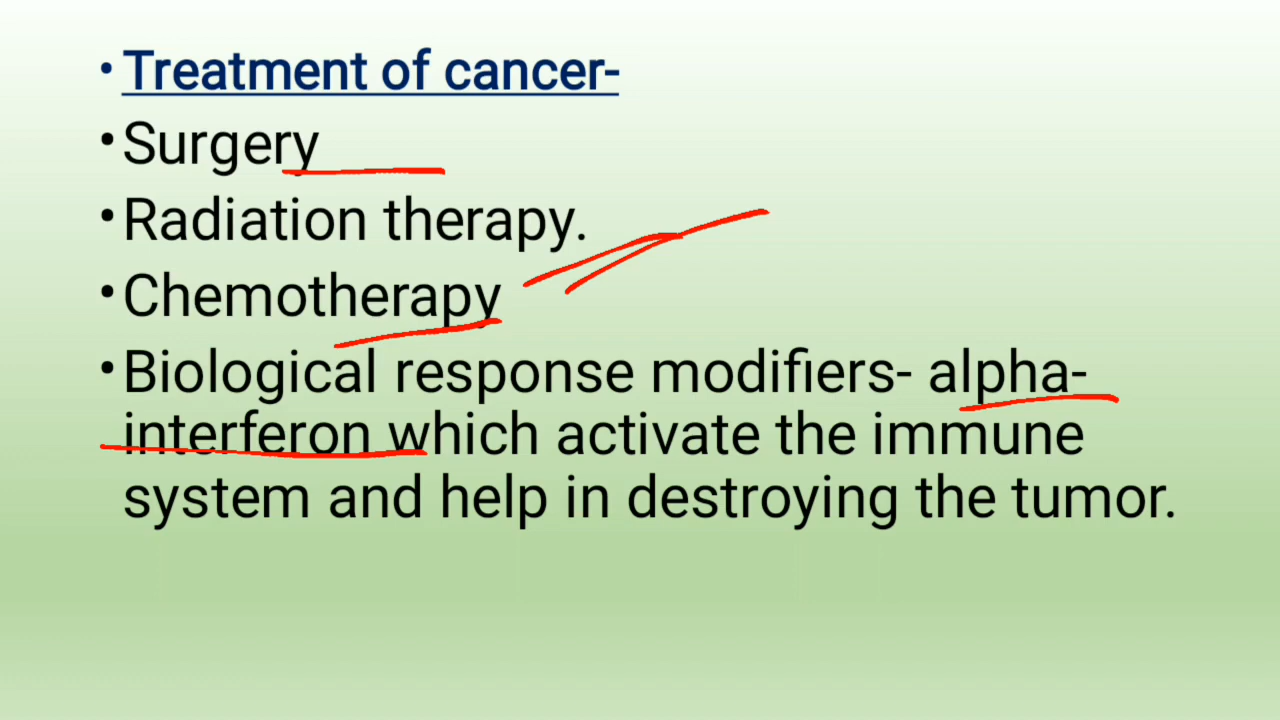 • Treatment of cancer-
• Surgery
• Radiation therapy.
• Chemotherapy
• Biological response modifiers- alpha-
interferon which activate the immune
system and help in destroying the tumor.